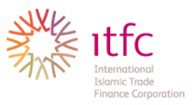 itfc
International
Islamic Trade
Finance Corporation